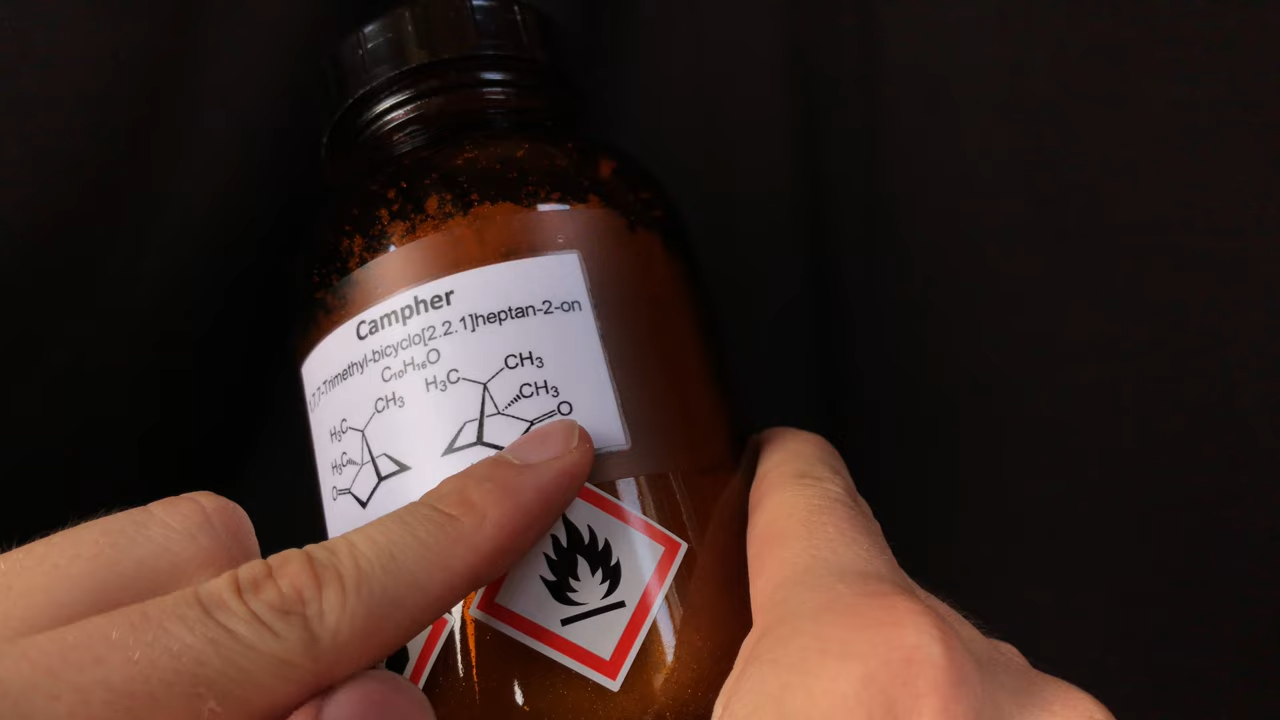 Campher
1,7,7-Trimethyl-bicyclo[2.2.1]heptan-2-on
C₁₀H₁₆O
H₃C CH₃
CH₃
O
H₃C CH₃
H₃C
O